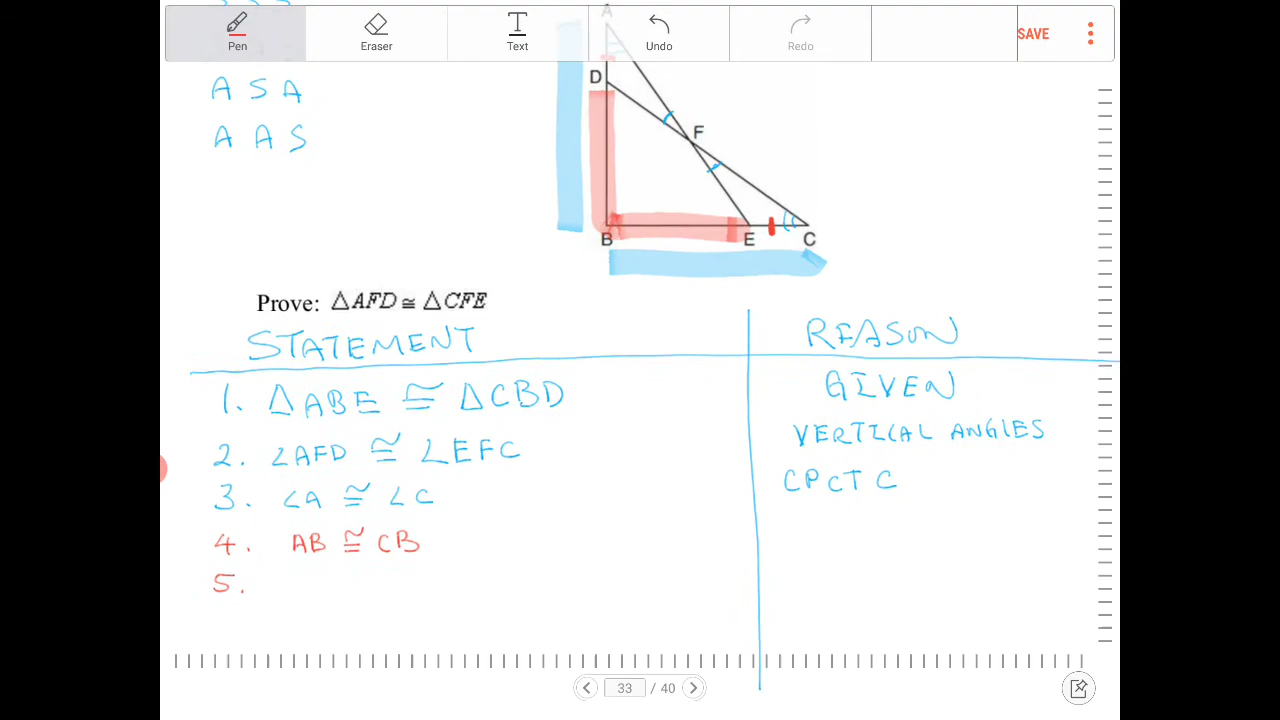 A
Pen
Eraser
Text
Undo
Redo
SAVE
A S A
A A S
D
F
B
E
C
Prove: △AFD ≅ △CFE
STATEMENT
REASON
1. △ABE ≅ △CBD
GIVEN
2. ∠AFD ≅ ∠EFC
VERTICAL ANGLES
3. ∠A ≅ ∠C
CPCTC
4. AB ≅ CB
5.
33 / 40